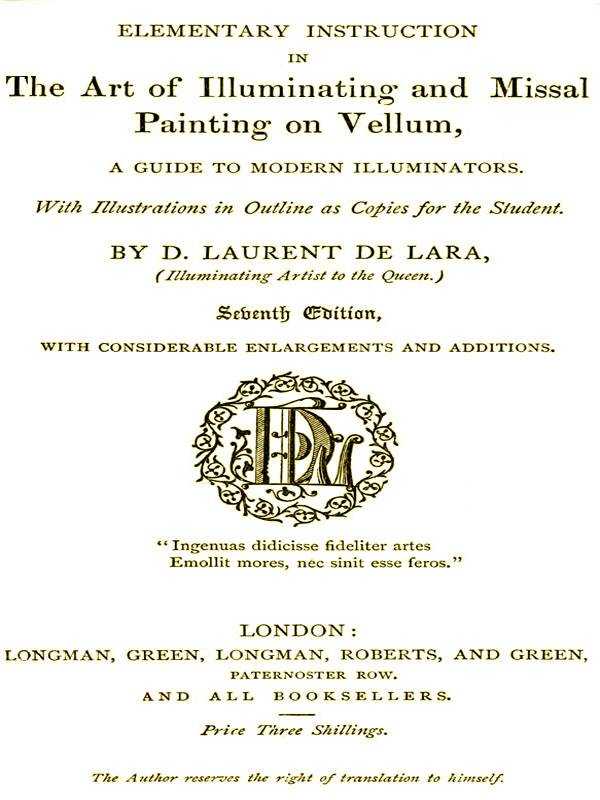 ELEMENTARY INSTRUCTION
IN
The Art of Illuminating and Missal
Painting on Vellum,
A GUIDE TO MODERN ILLUMINATORS.
With Illustrations in Outline as Copies for the Student.
BY D. LAURENT DE LARA,
(Illuminating Artist to the Queen.)
Seventh Edition,
WITH CONSIDERABLE ENLARGEMENTS AND ADDITIONS.
"Ingenuas didicisse fideliter artes
Emollit mores, nec sinit esse feros."
LONDON:
LONGMAN, GREEN, LONGMAN, ROBERTS, AND GREEN,
PATERNOSTER ROW.
AND ALL BOOKSELLERS.
Price Three Shillings.
The Author reserves the right of translation to himself.